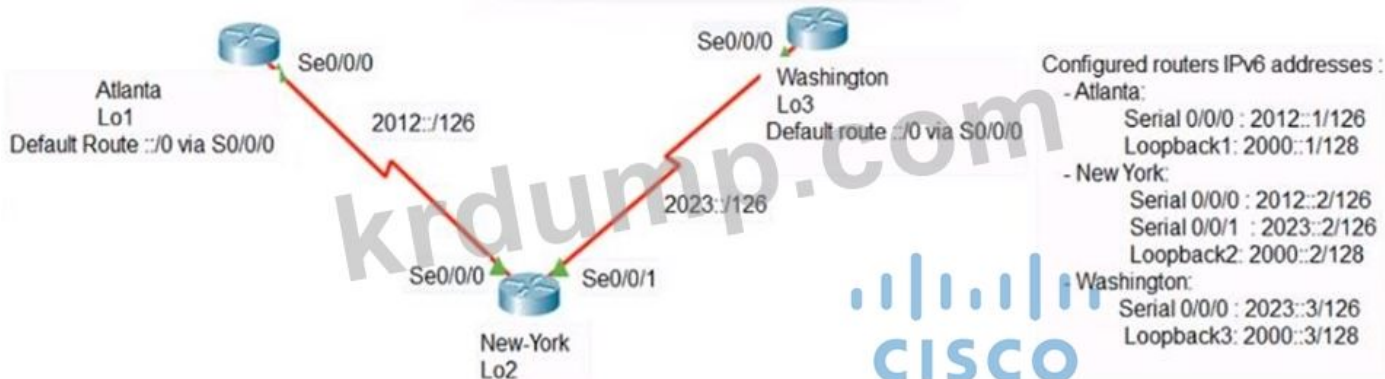 Se0/0/0
Atlanta
Lo1
Default Route ::/0 via S0/0/0
2012::/126
Se0/0/0
Washington
Lo3
Default route ::/0 via S0/0/0
2023::/126
Se0/0/0
Se0/0/1
New-York
Lo2
Configured routers IPv6 addresses :
- Atlanta:
Serial 0/0/0 : 2012::1/126
Loopback1: 2000::1/128
- New York:
Serial 0/0/0 : 2012::2/126
Serial 0/0/1 : 2023::2/126
Loopback2: 2000::2/128
- Washington:
Serial 0/0/0 : 2023::3/126
Loopback3: 2000::3/128
krdump.com
CISCO